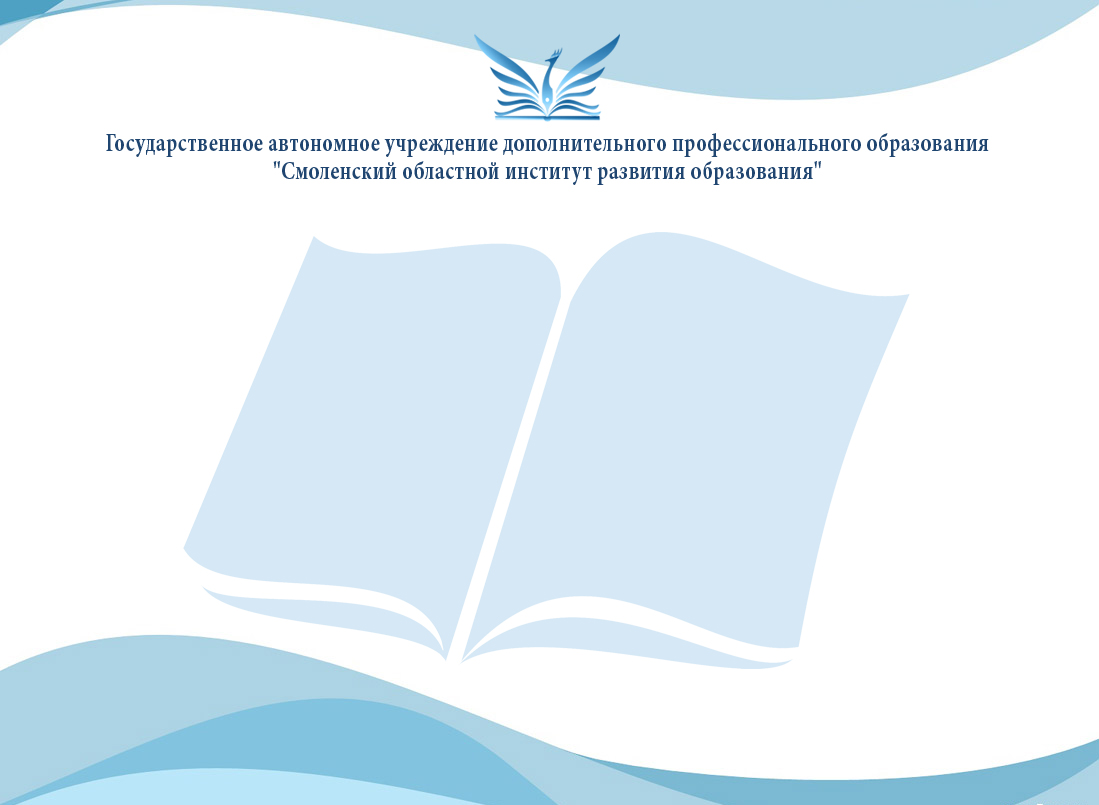 Государственное автономное учреждение дополнительного профессионального образования
"Смоленский областной институт развития образования"